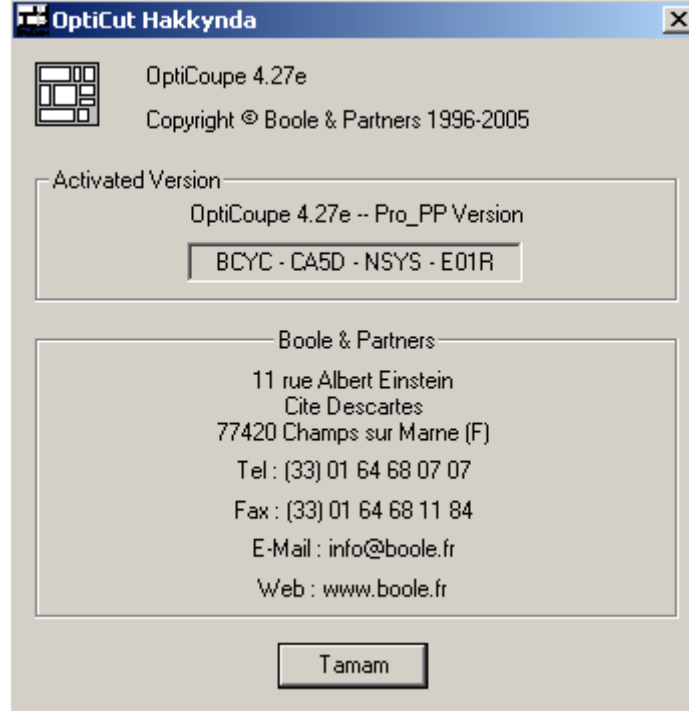 OptiCut Hakkynda
OptiCoupe 4.27e
Copyright © Boole & Partners 1996-2005
Activated Version
OptiCoupe 4.27e -- Pro_PP Version
BCYC - CA5D - NSYS - E01R
Boole & Partners
11 rue Albert Einstein
Cite Descartes
77420 Champs sur Marne (F)
Tel : (33) 01 64 68 07 07
Fax : (33) 01 64 68 11 84
E-Mail : info@boole.fr
Web : www.boole.fr
Tamam